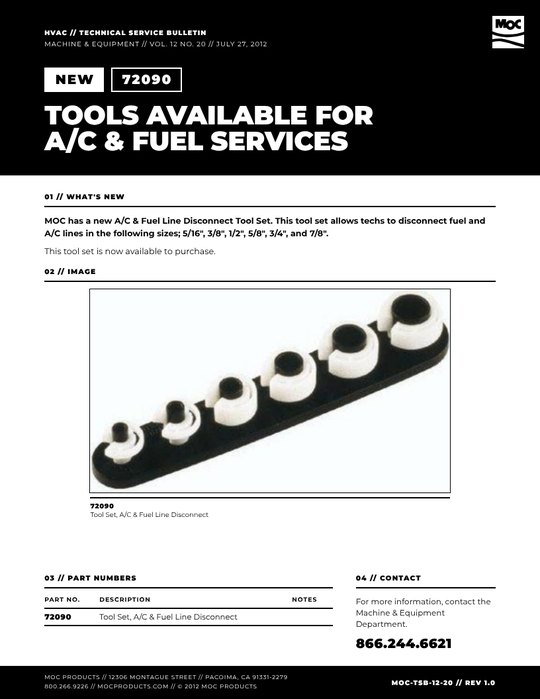 HVAC // TECHNICAL SERVICE BULLETIN
MACHINE & EQUIPMENT // VOL. 12 NO. 20 // JULY 27, 2012
MOC
NEW 72090
TOOLS AVAILABLE FOR
A/C & FUEL SERVICES
01 // WHAT'S NEW
MOC has a new A/C & Fuel Line Disconnect Tool Set. This tool set allows techs to disconnect fuel and
A/C lines in the following sizes; 5/16", 3/8", 1/2", 5/8", 3/4", and 7/8".
This tool set is now available to purchase.
02 // IMAGE
72090
Tool Set, A/C & Fuel Line Disconnect
03 // PART NUMBERS
PART NO. DESCRIPTION NOTES
72090 Tool Set, A/C & Fuel Line Disconnect
04 // CONTACT
For more information, contact the
Machine & Equipment
Department.
866.244.6621
MOC PRODUCTS // 12306 MONTAGUE STREET // PACOIMA, CA 91331-2279
800.266.9226 // MOCPRODUCTS.COM // © 2012 MOC PRODUCTS
MOC-TSB-12-20 // REV 1.0